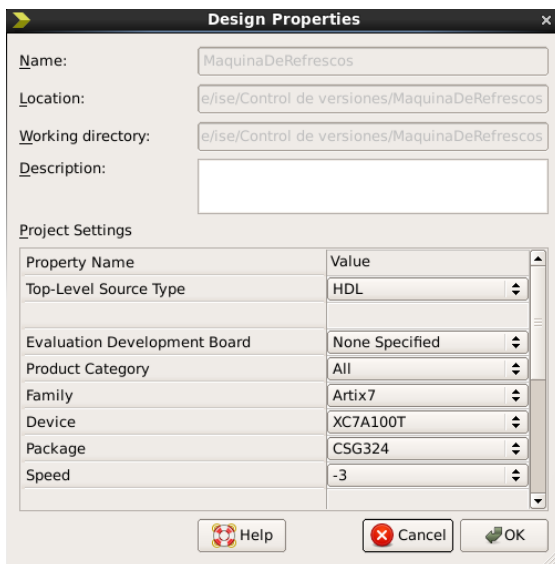 Design Properties
Name: MaquinaDeRefrescos
Location: e/ise/Control de versiones/MaquinaDeRefrescos
Working directory: e/ise/Control de versiones/MaquinaDeRefrescos
Description:
Project Settings
Property Name Value
Top-Level Source Type HDL
Evaluation Development Board None Specified
Product Category All
Family Artix7
Device XC7A100T
Package CSG324
Speed -3
Help Cancel OK